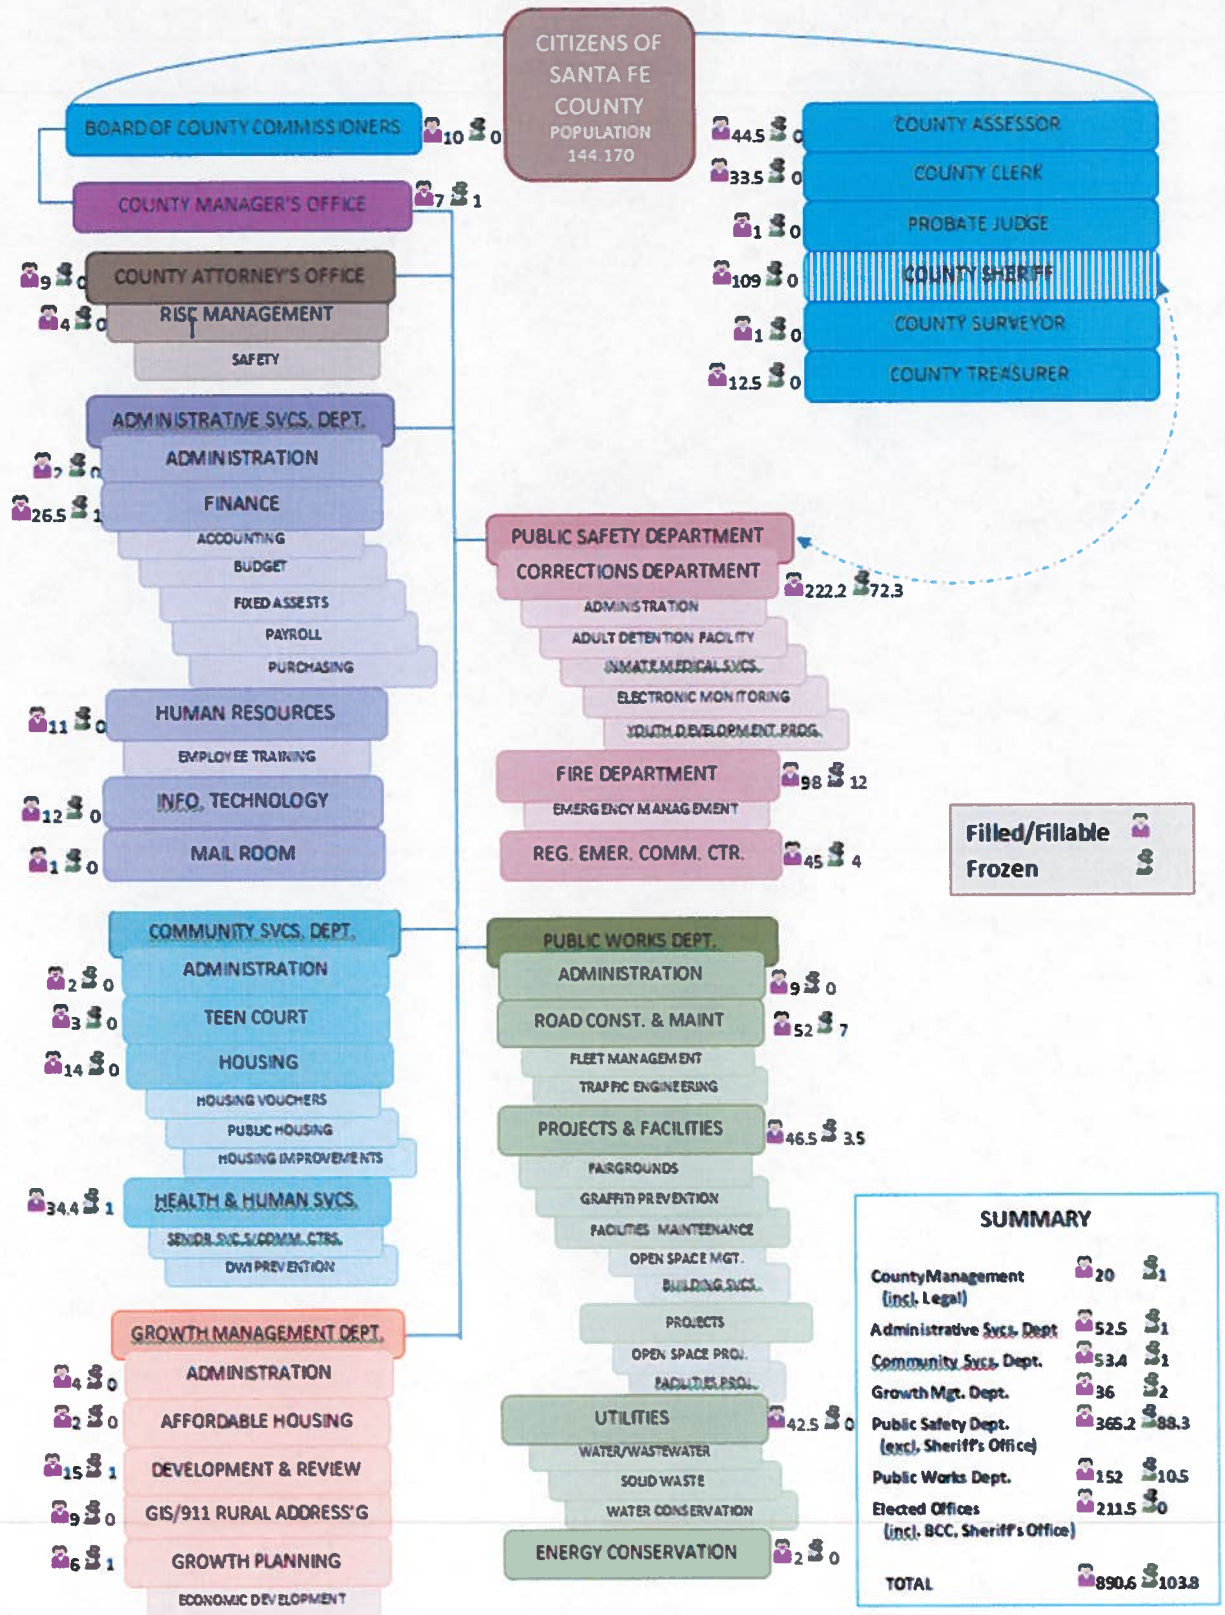 CITIZENS OF
SANTA FE
COUNTY
POPULATION
144,170
BOARD OF COUNTY COMMISSIONERS
10 0
COUNTY MANAGER'S OFFICE
7 1
COUNTY ATTORNEY'S OFFICE
9 0
RISK MANAGEMENT
4 0
SAFETY
ADMINISTRATIVE SVCS. DEPT.
ADMINISTRATION
2 0
FINANCE
26.5 1
ACCOUNTING
BUDGET
FIXED ASSESTS
PAYROLL
PURCHASING
HUMAN RESOURCES
11 0
EMPLOYEE TRAINING
INFO. TECHNOLOGY
12 0
MAIL ROOM
1 0
COMMUNITY SVCS. DEPT.
ADMINISTRATION
2 0
TEEN COURT
3 0
HOUSING
14 0
HOUSING VOUCHERS
PUBLIC HOUSING
HOUSING IMPROVEMENTS
HEALTH & HUMAN SVCS.
34.4 1
SENIOR SVCS/COMM. CTRS.
DWI PREVENTION
GROWTH MANAGEMENT DEPT.
ADMINISTRATION
4 0
AFFORDABLE HOUSING
2 0
DEVELOPMENT & REVIEW
15 1
GIS/911 RURAL ADDRESS'G
9 0
GROWTH PLANNING
6 1
ECONOMIC DEVELOPMENT
44.5 0
COUNTY ASSESSOR
33.5 0
COUNTY CLERK
1 0
PROBATE JUDGE
109 0
COUNTY SHERIFF
1 0
COUNTY SURVEYOR
12.5 0
COUNTY TREASURER
PUBLIC SAFETY DEPARTMENT
CORRECTIONS DEPARTMENT
222.2 72.3
ADMINISTRATION
ADULT DETENTION FACILITY
INMATE MEDICAL SVCS.
ELECTRONIC MONITORING
YOUTH DEVELOPMENT PROG.
FIRE DEPARTMENT
98 12
EMERGENCY MANAGEMENT
REG. EMER. COMM. CTR.
45 4
PUBLIC WORKS DEPT.
ADMINISTRATION
9 0
ROAD CONST. & MAINT
52 7
FLEET MANAGEMENT
TRAFFIC ENGINEERING
PROJECTS & FACILITIES
46.5 3.5
FAIRGROUNDS
GRAFFITI PREVENTION
FACILITIES MAINTEENANCE
OPEN SPACE MGT.
BUILDING SVCS.
PROJECTS
OPEN SPACE PROJ.
FACILITIES PROJ.
UTILITIES
42.5 0
WATER/WASTEWATER
SOLID WASTE
WATER CONSERVATION
ENERGY CONSERVATION
2 0
Filled/Fillable
Frozen
SUMMARY
County Management 20 1
(incl. Legal)
Administrative Svcs. Dept 52.5 1
Community Svcs. Dept. 53.4 1
Growth Mgt. Dept. 36 2
Public Safety Dept. 365.2 88.3
(excl. Sheriff's Office)
Public Works Dept. 152 10.5
Elected Offices 211.5 0
(incl. BCC, Sheriff's Office)
TOTAL 890.6 103.8